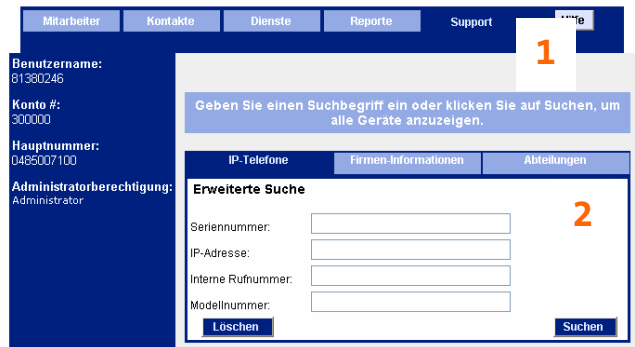 Mitarbeiter Kontakte Dienste Reporte Support
1
Benutzername:
81380246
Konto #:
300000
Hauptnummer:
0485007100
Administratorberechtigung:
Administrator
Geben Sie einen Suchbegriff ein oder klicken Sie auf Suchen, um
alle Geräte anzuzeigen.
IP-Telefone Firmen-Informationen Abteilungen
Erweiterte Suche
2
Seriennummer:
IP-Adresse:
Interne Rufnummer:
Modellnummer:
Löschen Suchen